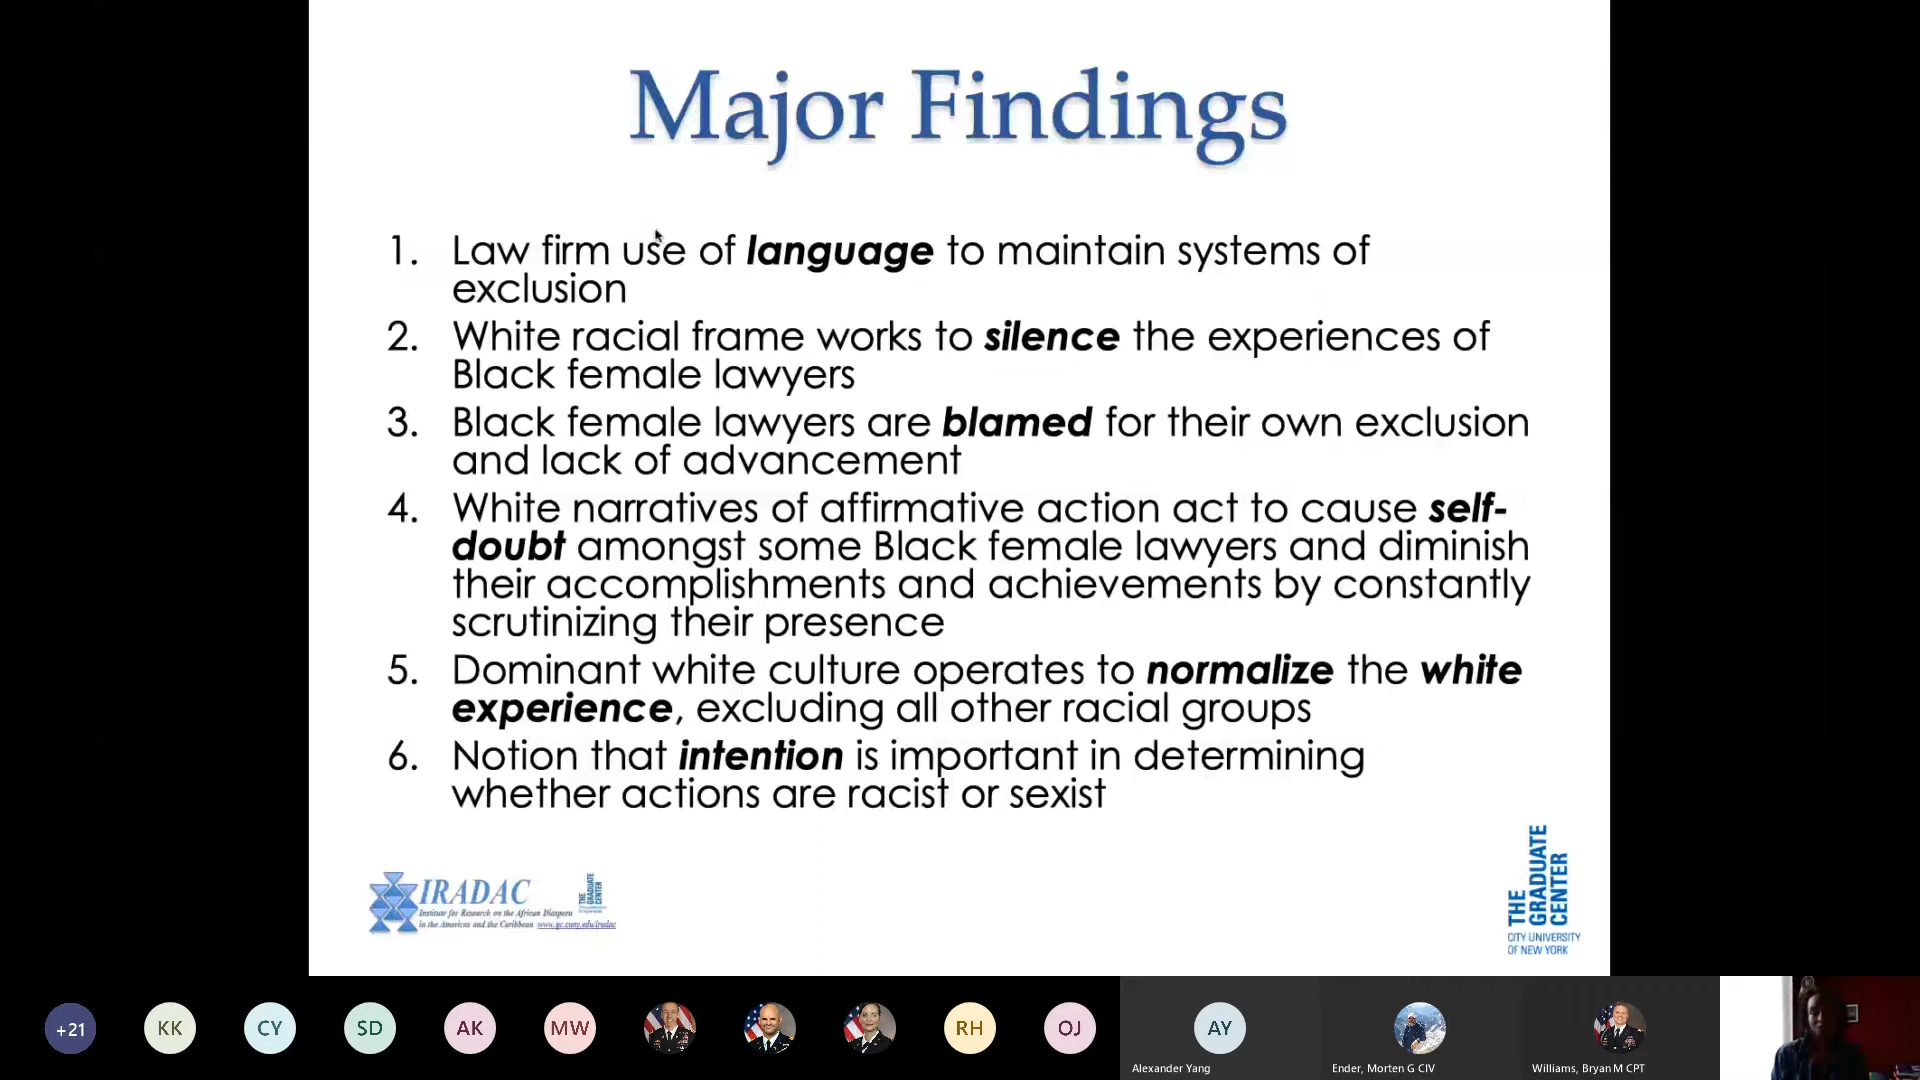 Major Findings
1. Law firm use of language to maintain systems of
exclusion
2. White racial frame works to silence the experiences of
Black female lawyers
3. Black female lawyers are blamed for their own exclusion
and lack of advancement
4. White narratives of affirmative action act to cause self-
doubt amongst some Black female lawyers and diminish
their accomplishments and achievements by constantly
scrutinizing their presence
5. Dominant white culture operates to normalize the white
experience, excluding all other racial groups
6. Notion that intention is important in determining
whether actions are racist or sexist
IRADAC
Institute for Research on the African Diaspora
in the Americas and the Caribbean www.gc.cuny.edu/iradac
THE
GRADUATE
CENTER
THE
GRADUATE
CENTER
CITY UNIVERSITY
OF NEW YORK
+21
KK
CY
SD
AK
MW
RH
OJ
AY
Alexander Yang
Ender, Morten G CIV
Williams, Bryan M CPT